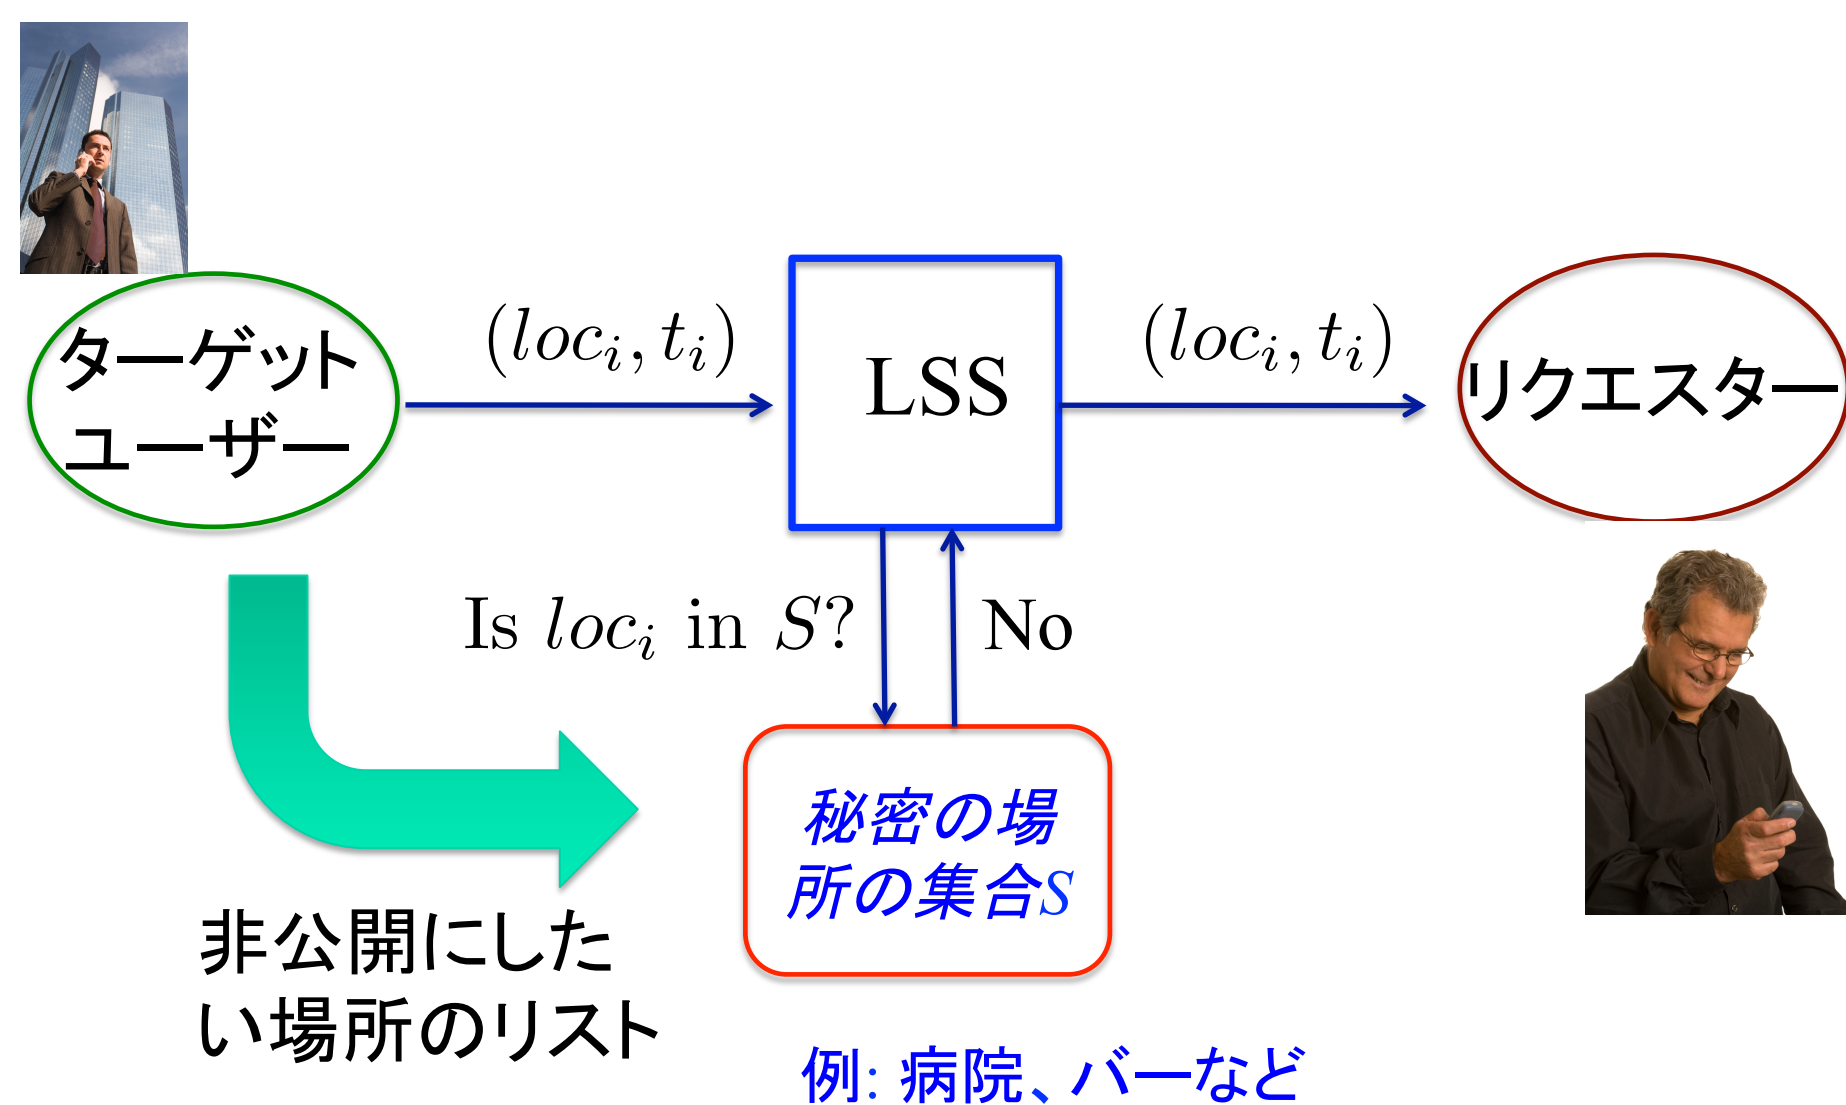 ターゲット
ユーザー
(loc_i, t_i)
LSS
(loc_i, t_i)
リクエスター
Is loc_i in S?
No
秘密の場
所の集合S
非公開にした
い場所のリスト
例: 病院、バーなど